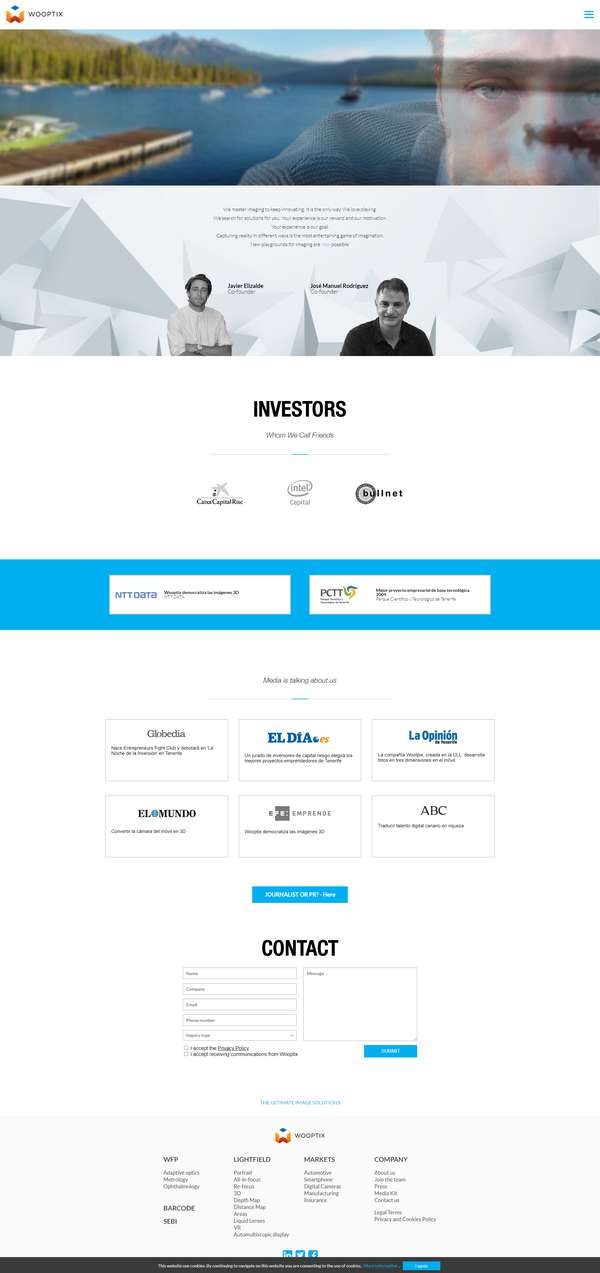 WOOPTIX
We master imaging to keep innovating. It is the only way. We love playing.
We search for solutions for you. Your experience is our reward and our motivation.
Your experience is our goal.
Capturing reality in different ways is the most entertaining game of imagination.
New playgrounds for imaging are now possible.
Javier Elizalde
Co-founder
José Manuel Rodríguez
Co-founder
INVESTORS
Whom We Call Friends
Caixa Capital Risc
intel
Capital
bullnet
NTT DATA
Wooptix democratiza las imágenes 3D
NTT DATA
PCTT
Parque Científico y
Tecnológico de Tenerife
Mejor proyecto empresarial de base tecnológica
2009
Parque Científico y Tecnológico de Tenerife
Media is talking about us
Globedia
Nace Entrepreneurs Fight Club y debutará en 'La
Noche de la Inversión' en Tenerife
EL DÍA.es
Un jurado de inversores de capital riesgo elegirá los
mejores proyectos emprendedores de Tenerife
La Opinión
de Tenerife
La compañía Wooptix, creada en la ULL, desarrolla
fotos en tres dimensiones en el móvil
EL MUNDO
Convertir la cámara del móvil en 3D
EFE: EMPRENDE
Wooptix democratiza las imágenes 3D
ABC
Traducir talento digital canario en riqueza
JOURNALIST OR PR? - Here
CONTACT
Name
Message
Company
Email
Phone number
Inquiry type
I accept the Privacy Policy
I accept receiving communications from Wooptix
SUBMIT
THE ULTIMATE IMAGE SOLUTIONS
WOOPTIX
WFP
Adaptive optics
Metrology
Ophthalmology
BARCODE
SEBI
LIGHTFIELD
Portrait
All-in-focus
Re-focus
3D
Depth Map
Distance Map
Areas
Liquid Lenses
VR
Automultiscopic display
MARKETS
Automotive
Smartphone
Digital Cameras
Manufacturing
Insurance
COMPANY
About us
Join the team
Press
Media Kit
Contact us
Legal Terms
Privacy and Cookies Policy
This website use cookies. By continuing to navigate on this website you are consenting to the use of cookies. More information . I agree